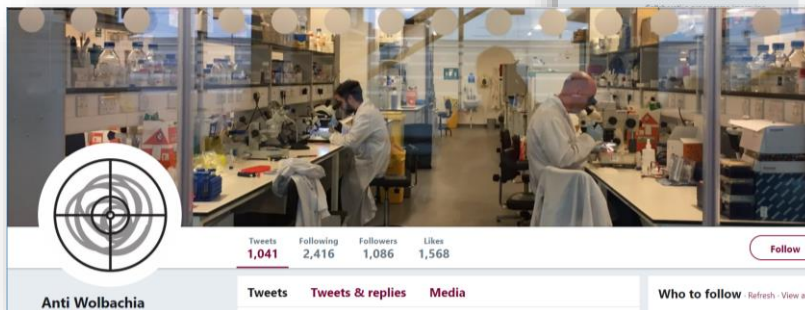 Tweets Following Followers Likes
1,041 2,416 1,086 1,568
Follow
Anti Wolbachia
Tweets Tweets & replies Media
Who to follow · Refresh · View a